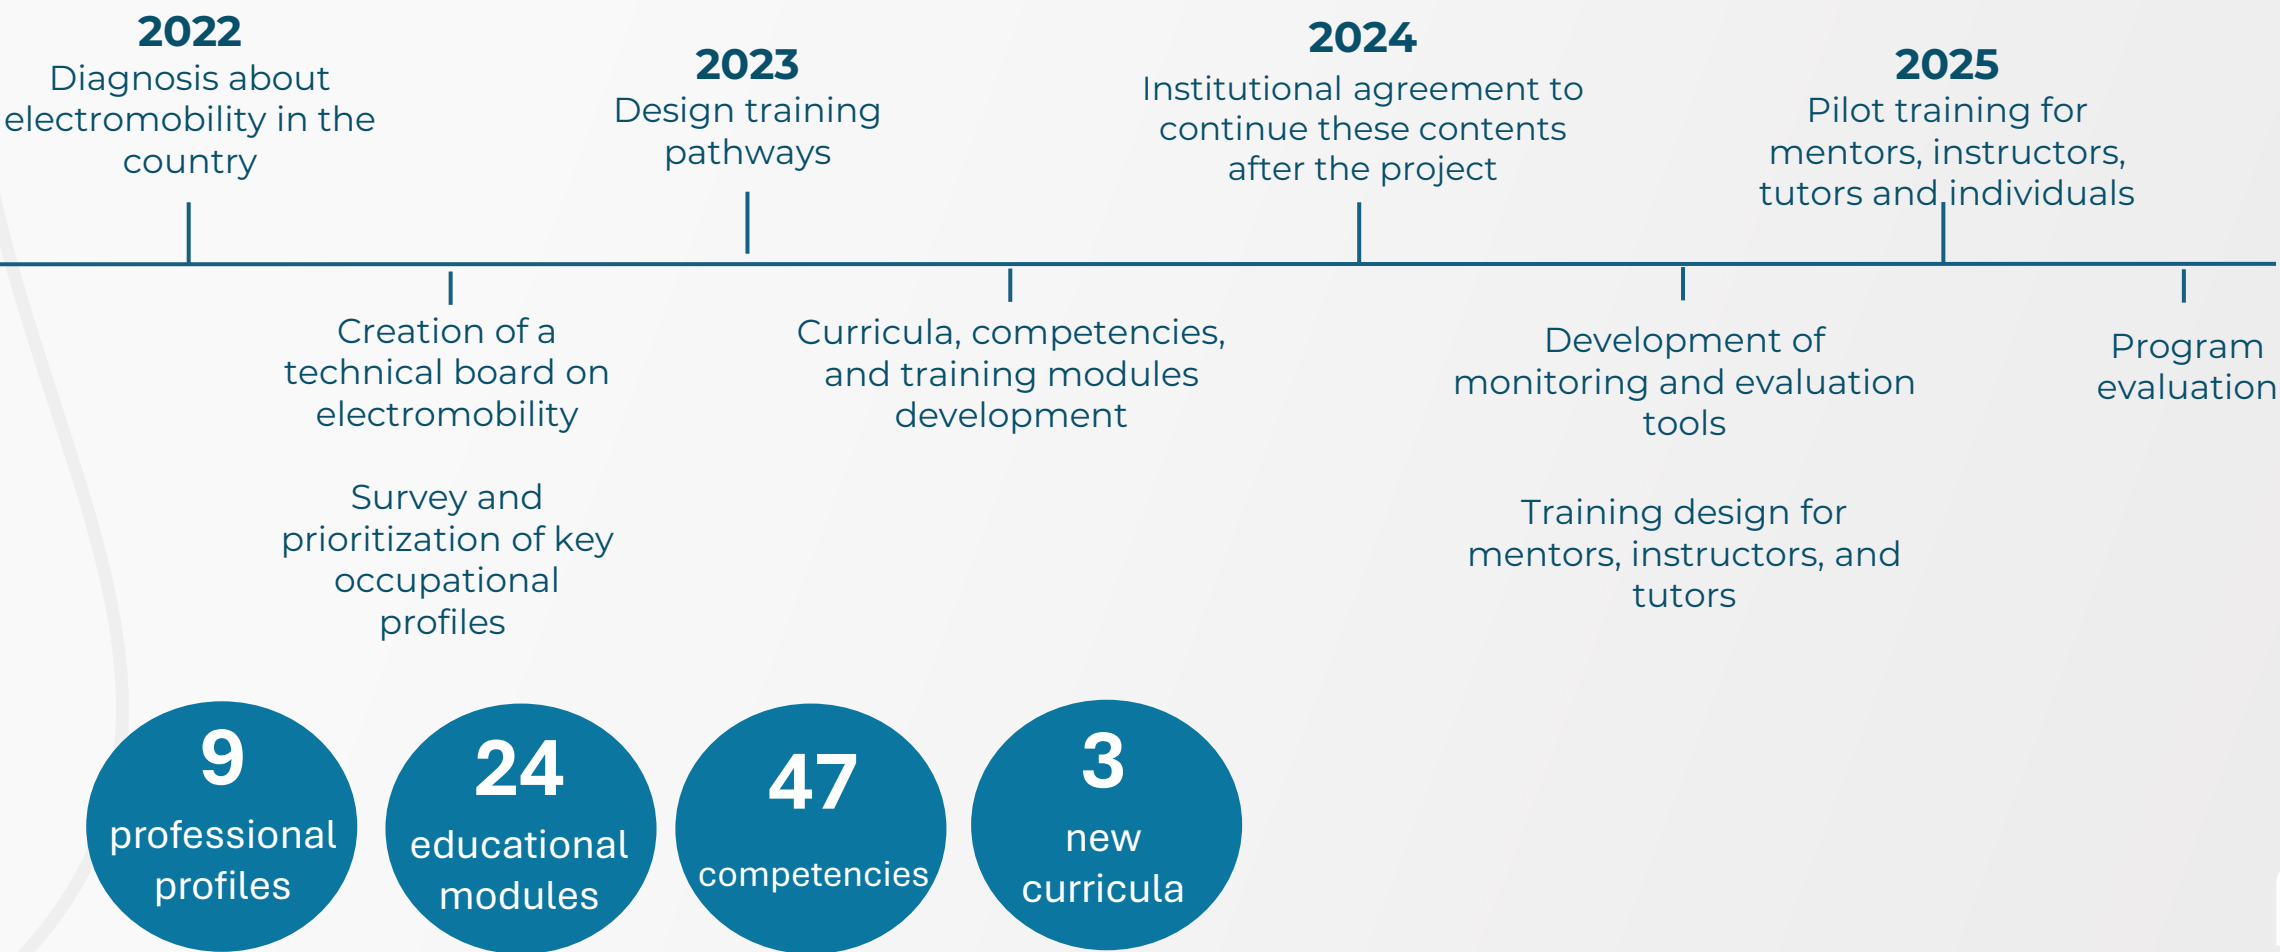 2022
Diagnosis about
electromobility in the
country
2023
Design training
pathways
2024
Institutional agreement to
continue these contents
after the project
2025
Pilot training for
mentors, instructors,
tutors and individuals
Creation of a
technical board on
electromobility
Survey and
prioritization of key
occupational
profiles
Curricula, competencies,
and training modules
development
Development of
monitoring and evaluation
tools
Training design for
mentors, instructors, and
tutors
Program
evaluation
9
professional
profiles
24
educational
modules
47
competencies
3
new
curricula